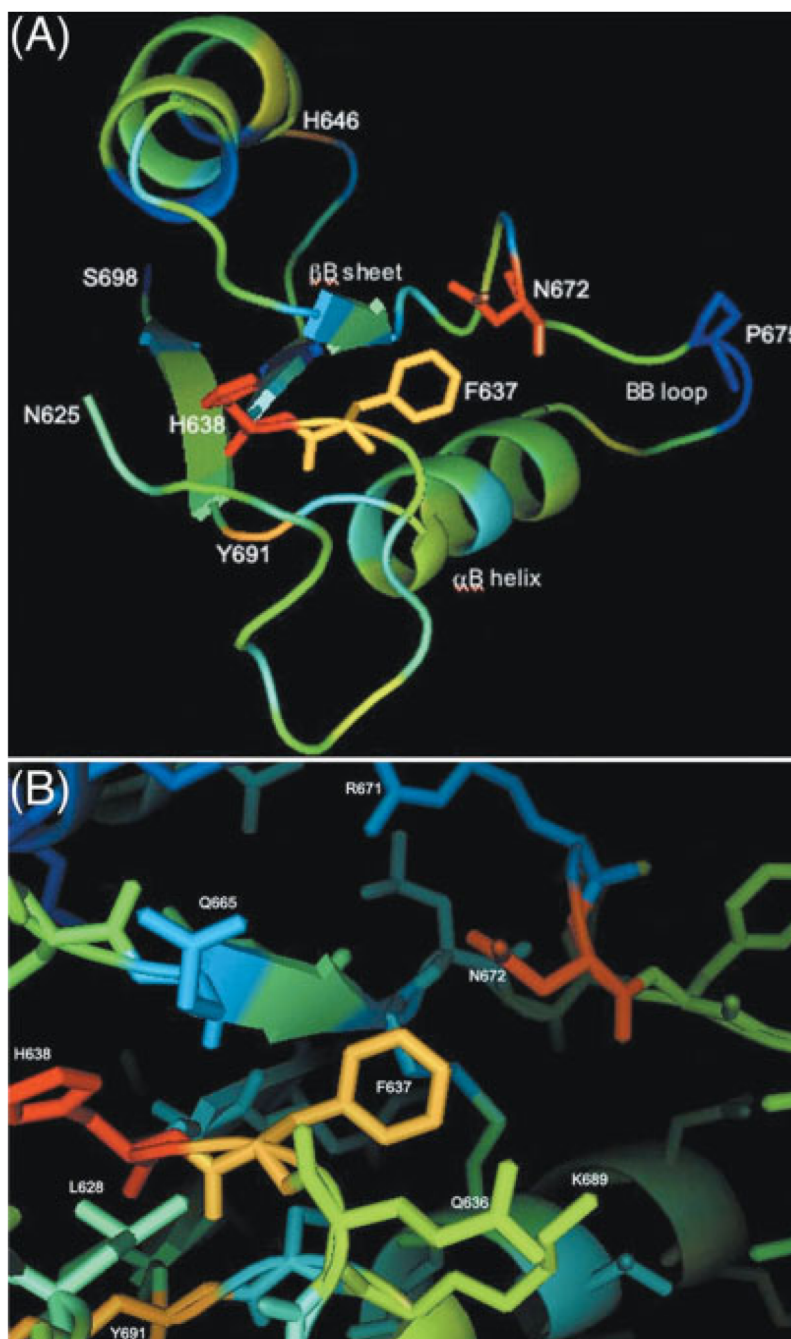 (A)
H646
S698
βB sheet
N672
P675
N625
H638
F637
BB loop
Y691
αB helix
(B)
R671
Q665
N672
H638
F637
L628
Q636
K689
Y691